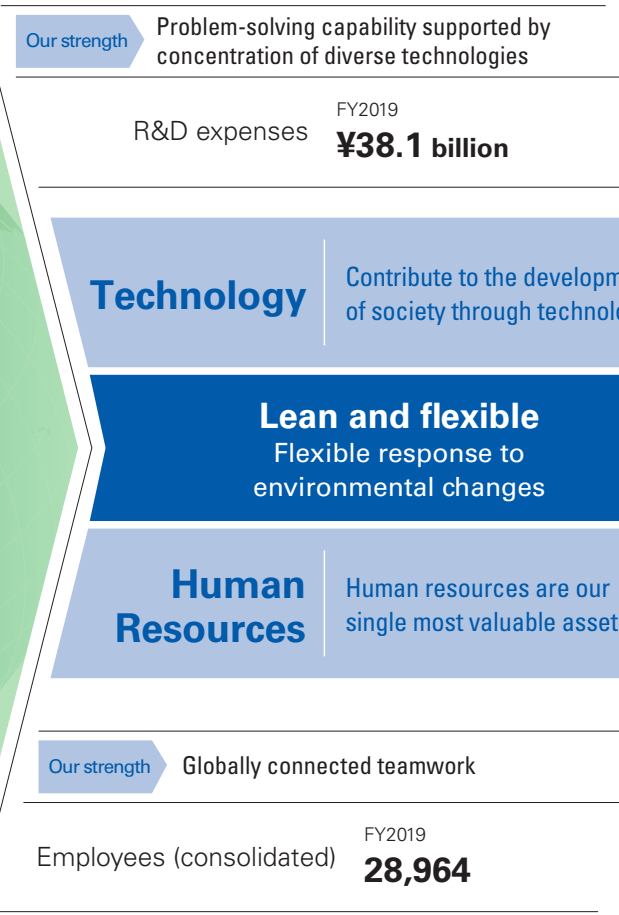 Our strength
Problem-solving capability supported by
concentration of diverse technologies
R&D expenses
FY2019
¥38.1 billion
Technology
Contribute to the
of society through
Lean and flexible
Flexible response to
environmental changes
Human
Resources
Human resources are our
single most valuable asset
Our strength
Globally connected teamwork
Employees (consolidated)
FY2019
28,964